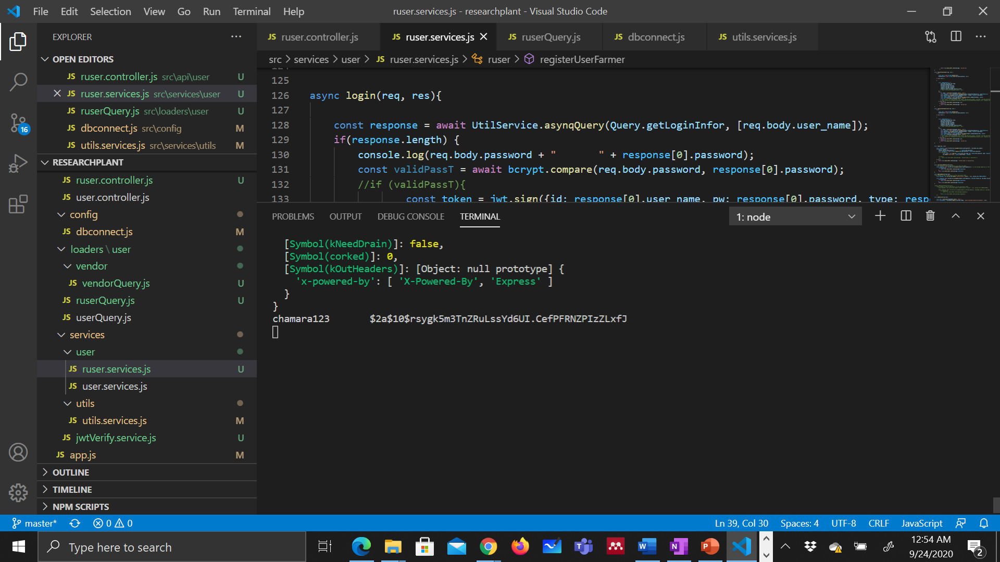 File Edit Selection View Go Run Terminal Help
ruser.services.js - researchplant - Visual Studio Code
EXPLORER
OPEN EDITORS
JS ruser.controller.js src\api\user U
JS ruser.services.js src\services\user U
JS ruserQuery.js src\loaders\user U
JS dbconnect.js src\config M
JS utils.services.js src\services\utils M
RESEARCHPLANT
JS ruser.controller.js U
JS user.controller.js
config
JS dbconnect.js M
loaders \ user
vendor
JS vendorQuery.js U
JS ruserQuery.js U
JS userQuery.js
services
user
JS ruser.services.js U
JS user.services.js
utils
JS utils.services.js M
JS jwtVerify.service.js U
JS app.js M
OUTLINE
TIMELINE
NPM SCRIPTS
16
JS ruser.controller.js JS ruser.services.js JS ruserQuery.js JS dbconnect.js JS utils.services.js
src > services > user > JS ruser.services.js > ruser > registerUserFarmer
125
126 async login(req, res){
127
128 const response = await UtilService.asynqQuery(Query.getLoginInfor, [req.body.user_name]);
129 if(response.length) {
130 console.log(req.body.password + "       " + response[0].password);
131 const validPassT = await bcrypt.compare(req.body.password, response[0].password);
132 //if (validPassT){
133 const token = jwt.sign({id: response[0].user_name, pw: response[0].password, type: resp
PROBLEMS OUTPUT DEBUG CONSOLE TERMINAL 1: node
[Symbol(kNeedDrain)]: false,
[Symbol(corked)]: 0,
[Symbol(kOutHeaders)]: [Object: null prototype] {
'x-powered-by': [ 'X-Powered-By', 'Express' ]
}
}
chamara123       $2a$10$rsygk5m3TnZRuLssYd6UI.CefPFRNZPIzZLxfJ
master* 0 0 Ln 39, Col 30 Spaces: 4 UTF-8 CRLF JavaScript
Type here to search
12:54 AM
9/24/2020
2